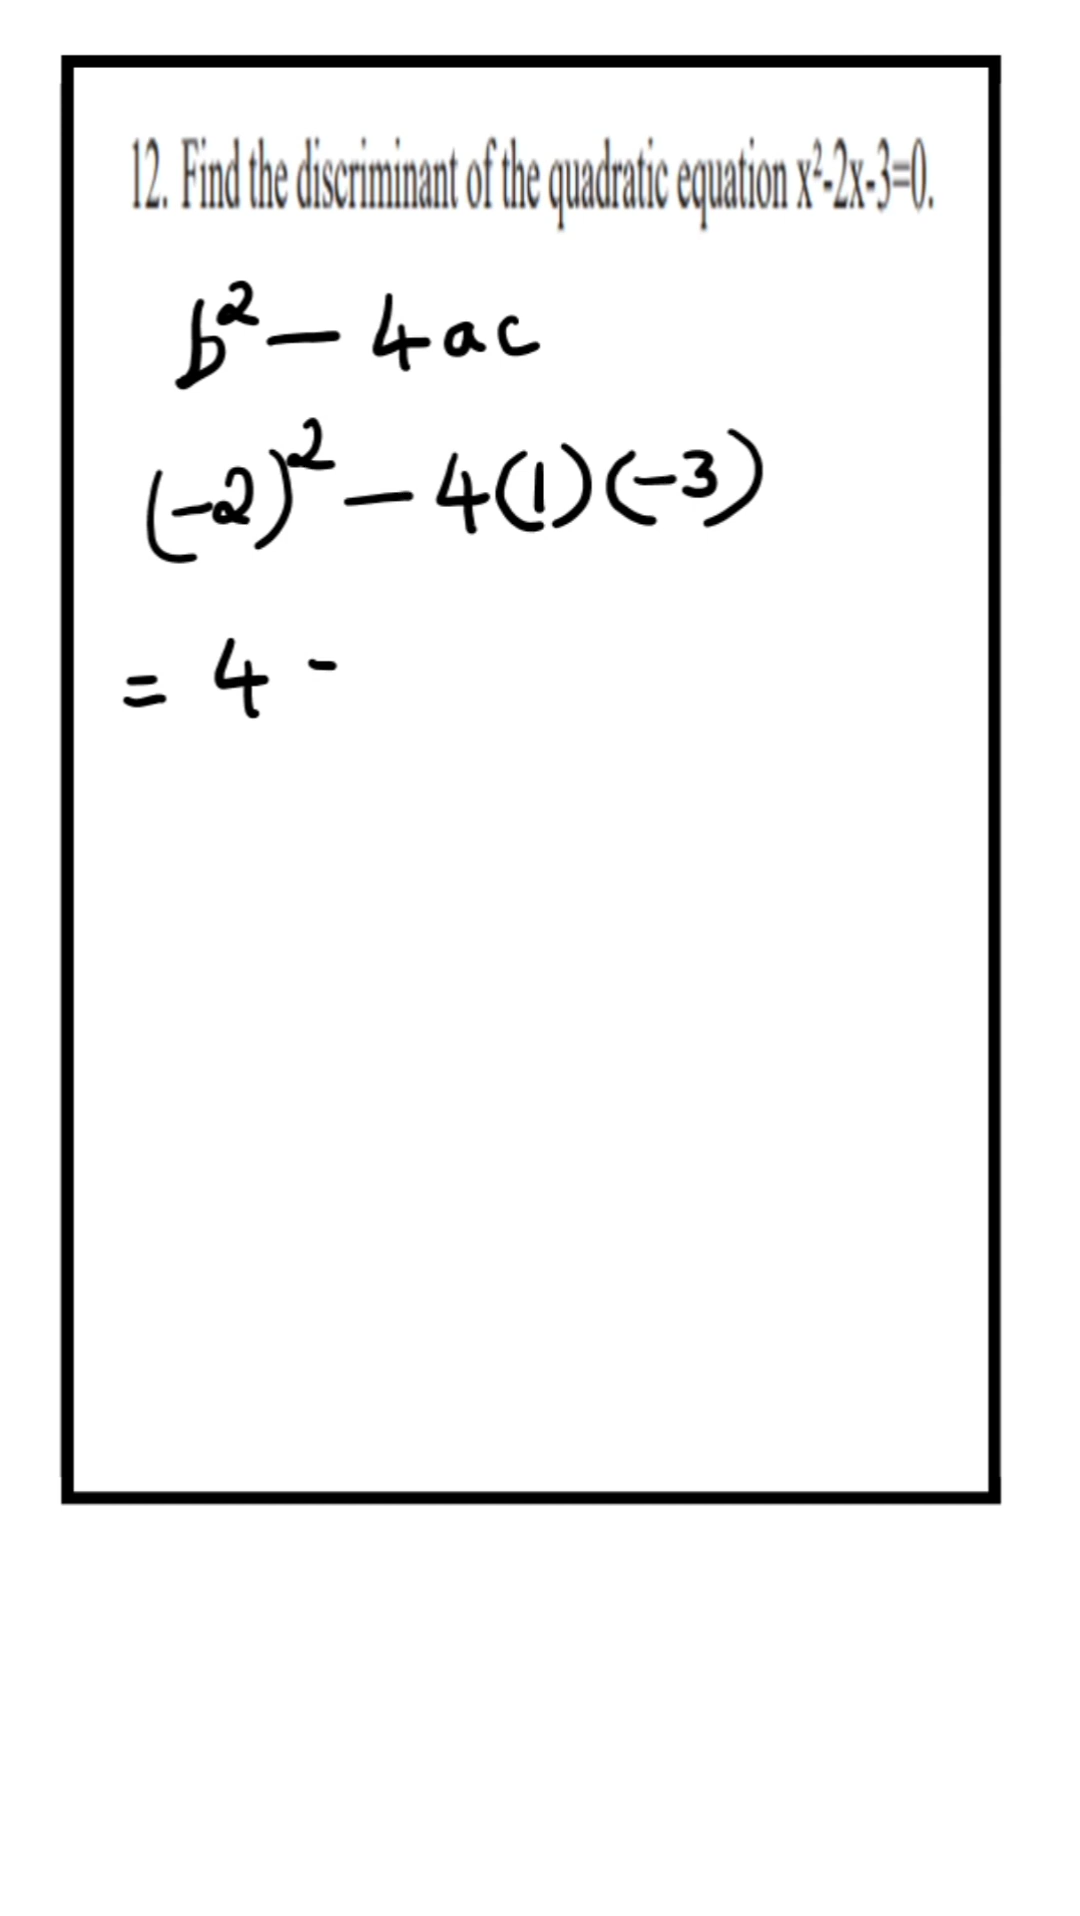 12. Find the discriminant of the quadratic equation x²-2x-3=0.
b² - 4ac
(-2)² - 4(1)(-3)
= 4 -